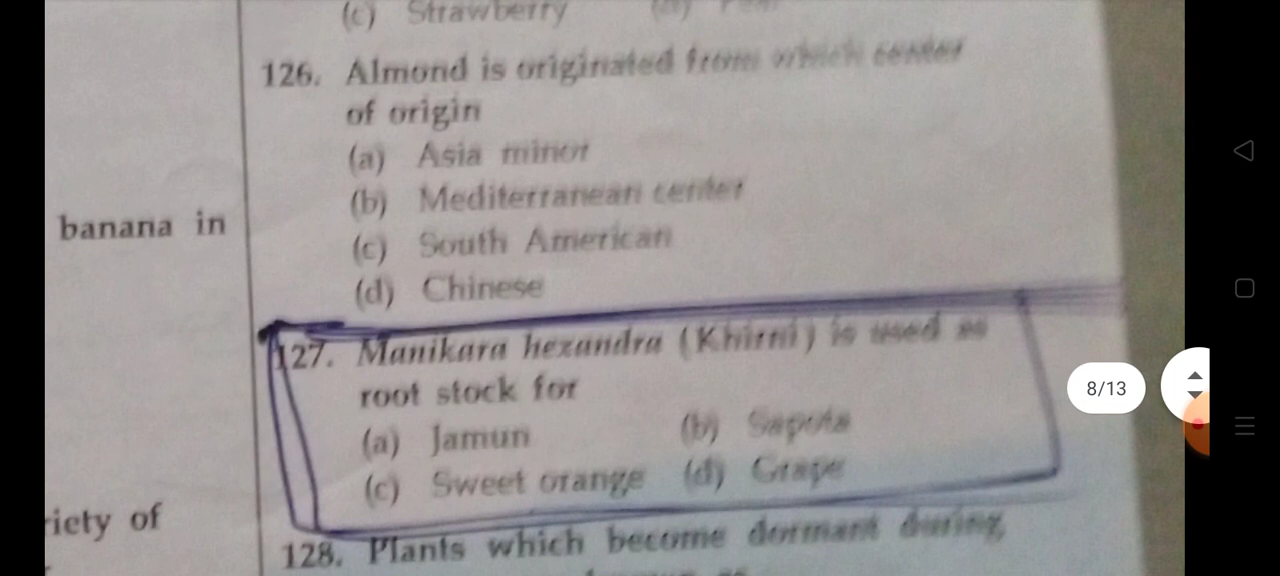 (c) Strawberry (d)
126. Almond is originated from which center
of origin
(a) Asia minor
(b) Mediterranean center
(c) South American
(d) Chinese
banana in
127. Manikara hexandra (Khirni) is used as
root stock for
(a) Jamun (b) Sapota
(c) Sweet orange (d) Grape
riety of
128. Plants which become dormant during
8/13